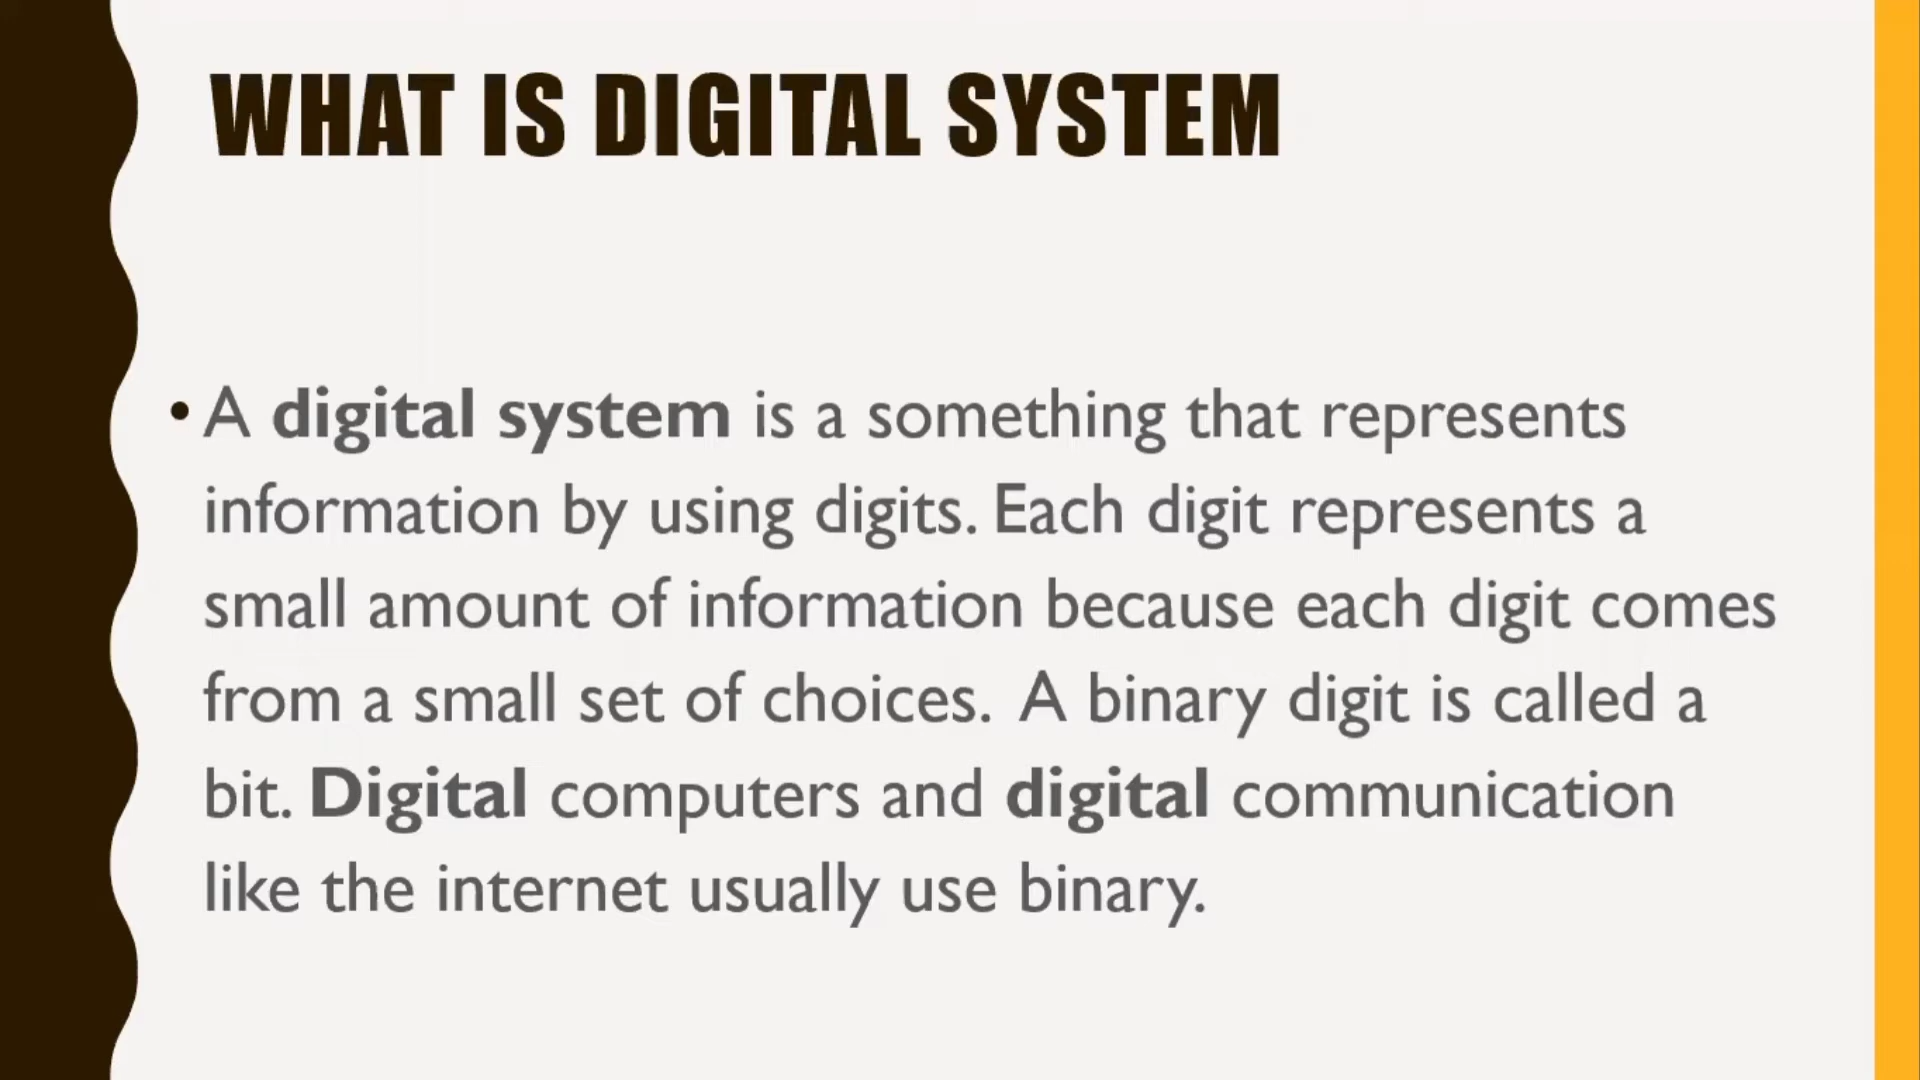 WHAT IS DIGITAL SYSTEM
• A digital system is a something that represents
information by using digits. Each digit represents a
small amount of information because each digit comes
from a small set of choices. A binary digit is called a
bit. Digital computers and digital communication
like the internet usually use binary.